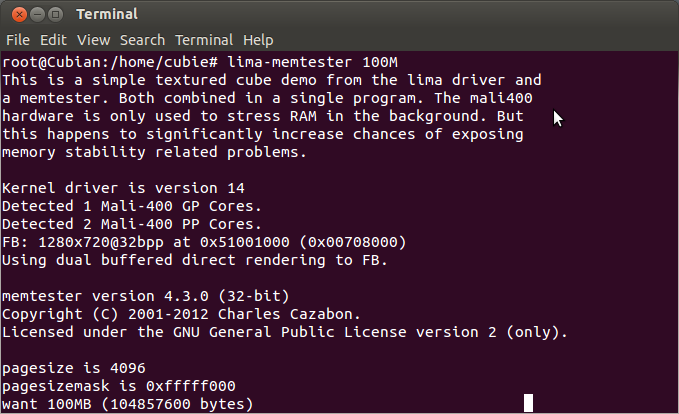 Terminal
File Edit View Search Terminal Help
root@Cubian:/home/cubie# lima-memtester 100M
This is a simple textured cube demo from the lima driver and
a memtester. Both combined in a single program. The mali400
hardware is only used to stress RAM in the background. But
this happens to significantly increase chances of exposing
memory stability related problems.

Kernel driver is version 14
Detected 1 Mali-400 GP Cores.
Detected 2 Mali-400 PP Cores.
FB: 1280x720@32bpp at 0x51001000 (0x00708000)
Using dual buffered direct rendering to FB.

memtester version 4.3.0 (32-bit)
Copyright (C) 2001-2012 Charles Cazabon.
Licensed under the GNU General Public License version 2 (only).

pagesize is 4096
pagesizemask is 0xfffff000
want 100MB (104857600 bytes)